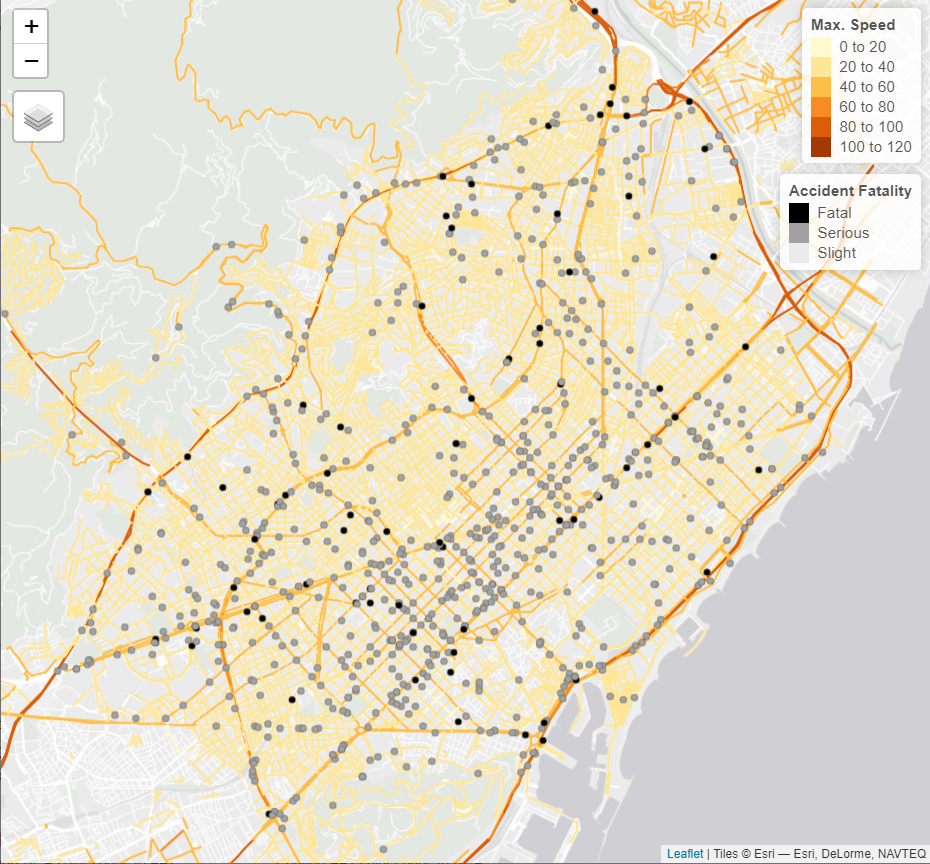 +
−
Max. Speed
0 to 20
20 to 40
40 to 60
60 to 80
80 to 100
100 to 120
Accident Fatality
Fatal
Serious
Slight
Leaflet | Tiles © Esri — Esri, DeLorme, NAVTEQ